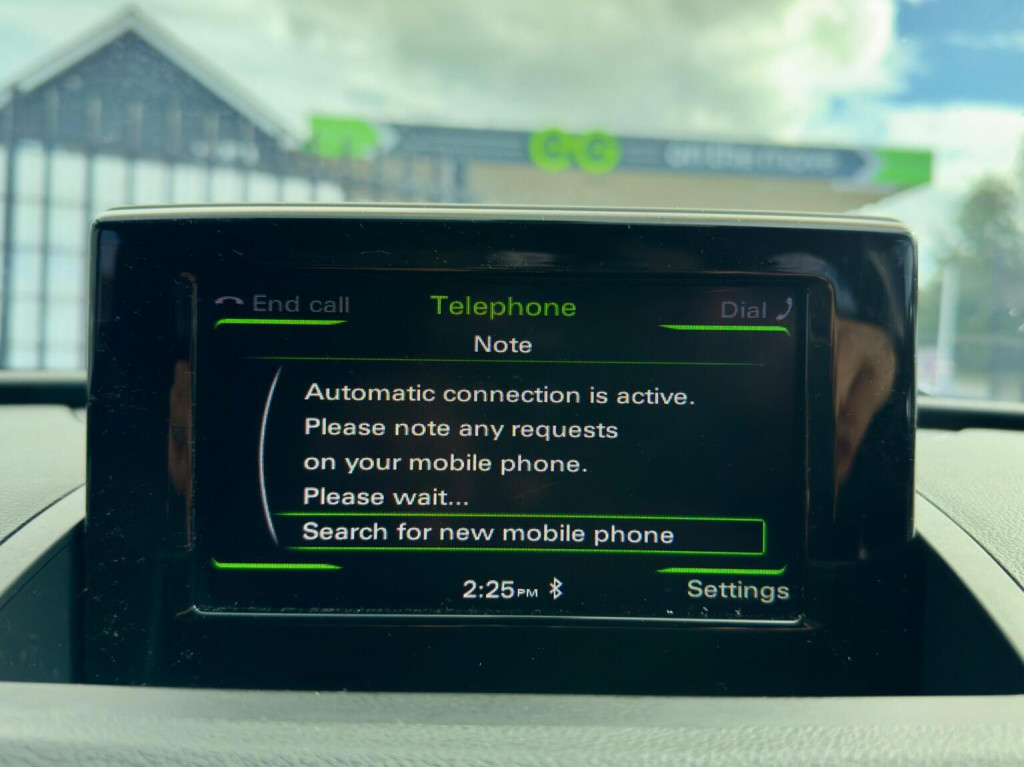 CC on the move
End call Telephone Dial
Note
Automatic connection is active.
Please note any requests
on your mobile phone.
Please wait...
Search for new mobile phone
2:25PM Settings